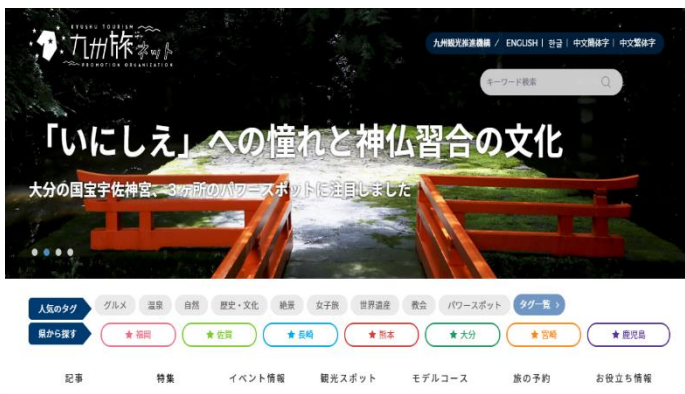 KYUSHU TOURISM
九州旅ネット
PROMOTION ORGANIZATION
九州観光推進機構 / ENGLISH | 한글 | 中文簡体字 | 中文繁体字
キーワード検索
「いにしえ」への憧れと神仏習合の文化
大分の国宝宇佐神宮、3ヶ所のパワースポットに注目しました
人気のタグ グルメ 温泉 自然 歴史・文化 絶景 女子旅 世界遺産 教会 パワースポット タグ一覧 >
県から探す ★福岡 ★佐賀 ★長崎 ★熊本 ★大分 ★宮崎 ★鹿児島
記事 特集 イベント情報 観光スポット モデルコース 旅の予約 お役立ち情報